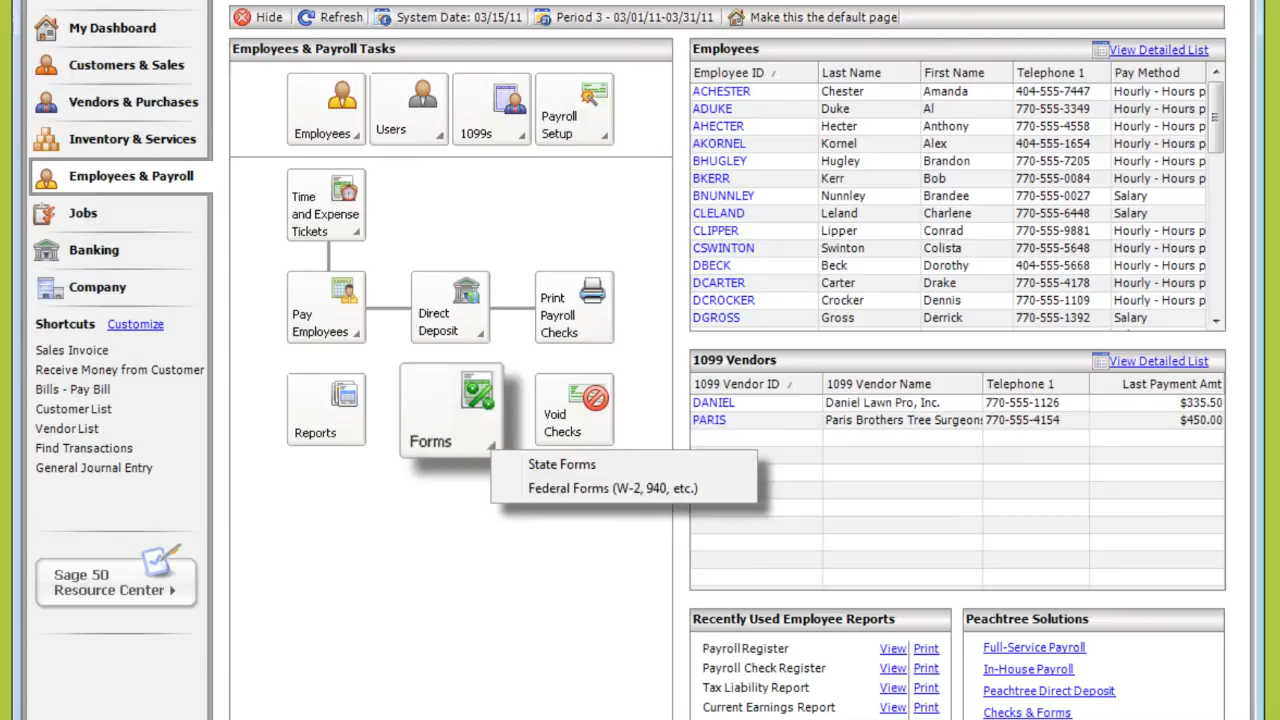 My Dashboard
Customers & Sales
Vendors & Purchases
Inventory & Services
Employees & Payroll
Jobs
Banking
Company
Shortcuts Customize
Sales Invoice
Receive Money from Customer
Bills - Pay Bill
Customer List
Vendor List
Find Transactions
General Journal Entry
Sage 50
Resource Center
Hide Refresh System Date: 03/15/11 Period 3 - 03/01/11-03/31/11 Make this the default page
Employees & Payroll Tasks
Employees
Users
1099s
Payroll
Setup
Time
and Expense
Tickets
Pay
Employees
Direct
Deposit
Print
Payroll
Checks
Reports
Forms
Void
Checks
State Forms
Federal Forms (W-2, 940, etc.)
Employees View Detailed List
Employee ID Last Name First Name Telephone 1 Pay Method
ACHESTER Chester Amanda 404-555-7447 Hourly - Hours p
ADUKE Duke Al 770-555-3349 Hourly - Hours p
AHECTER Hecter Anthony 770-555-4558 Hourly - Hours p
AKORNEL Kornel Alex 404-555-1654 Hourly - Hours p
BHUGLEY Hugley Brandon 770-555-7205 Hourly - Hours p
BKERR Kerr Bob 770-555-0084 Hourly - Hours p
BNUNNLEY Nunnley Brandee 770-555-0027 Salary
CLELAND Leland Charlene 770-555-6448 Salary
CLIPPER Lipper Conrad 770-555-9881 Hourly - Hours p
CSWINTON Swinton Colista 770-555-5648 Hourly - Hours p
DBECK Beck Dorothy 404-555-5668 Hourly - Hours p
DCARTER Carter Drake 770-555-4178 Hourly - Hours p
DCROCKER Crocker Dennis 770-555-1109 Hourly - Hours p
DGROSS Gross Derrick 770-555-1392 Salary
1099 Vendors View Detailed List
1099 Vendor ID 1099 Vendor Name Telephone 1 Last Payment Amt
DANIEL Daniel Lawn Pro, Inc. 770-555-1126 $335.50
PARIS Paris Brothers Tree Surgeons 770-555-4154 $450.00
Recently Used Employee Reports
Payroll Register View Print
Payroll Check Register View Print
Tax Liability Report View Print
Current Earnings Report View Print
Peachtree Solutions
Full-Service Payroll
In-House Payroll
Peachtree Direct Deposit
Checks & Forms